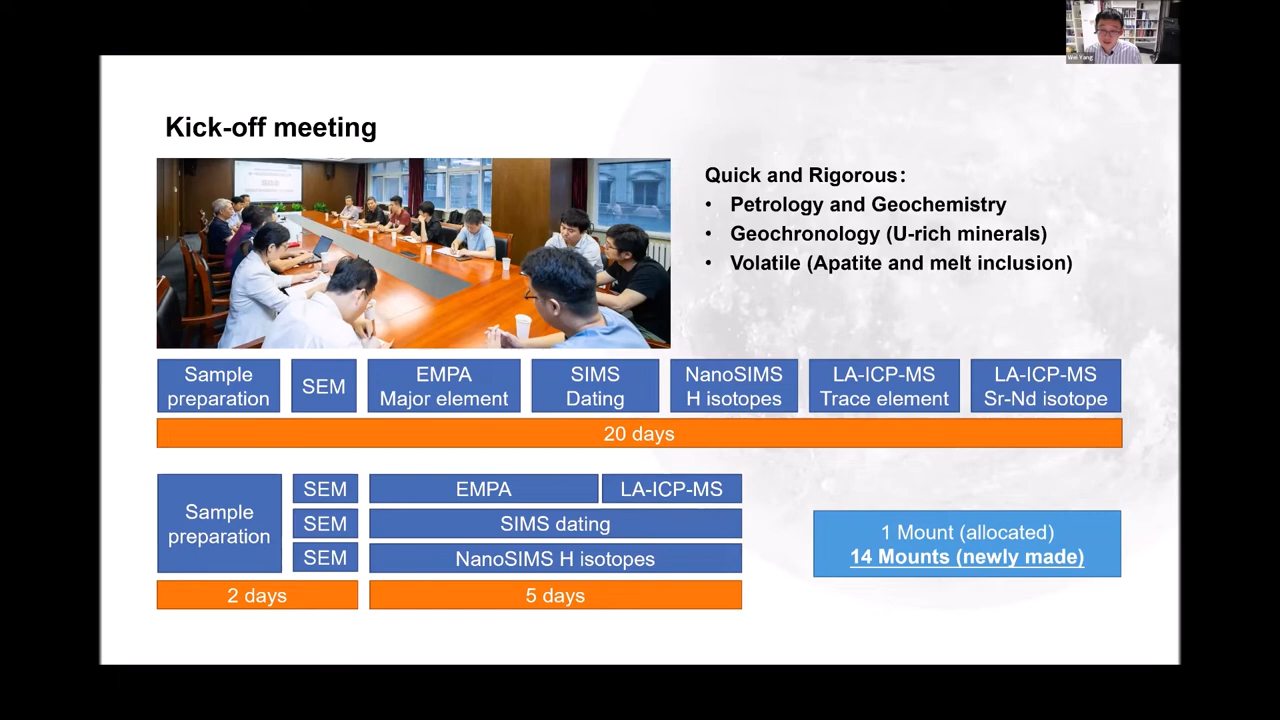 Wei Yang
Kick-off meeting
Quick and Rigorous:
• Petrology and Geochemistry
• Geochronology (U-rich minerals)
• Volatile (Apatite and melt inclusion)
Sample
preparation
SEM
EMPA
Major element
SIMS
Dating
NanoSIMS
H isotopes
LA-ICP-MS
Trace element
LA-ICP-MS
Sr-Nd isotope
20 days
Sample
preparation
SEM
EMPA
LA-ICP-MS
SEM
SIMS dating
SEM
NanoSIMS H isotopes
2 days
5 days
1 Mount (allocated)
14 Mounts (newly made)